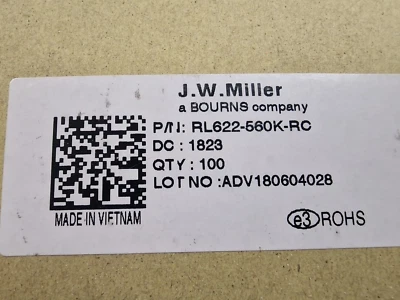 J.W.Miller
a BOURNS company
P/N: RL622-560K-RC
DC : 1823
QTY : 100
LOT NO : ADV180604028
MADE IN VIETNAM
e3 ROHS